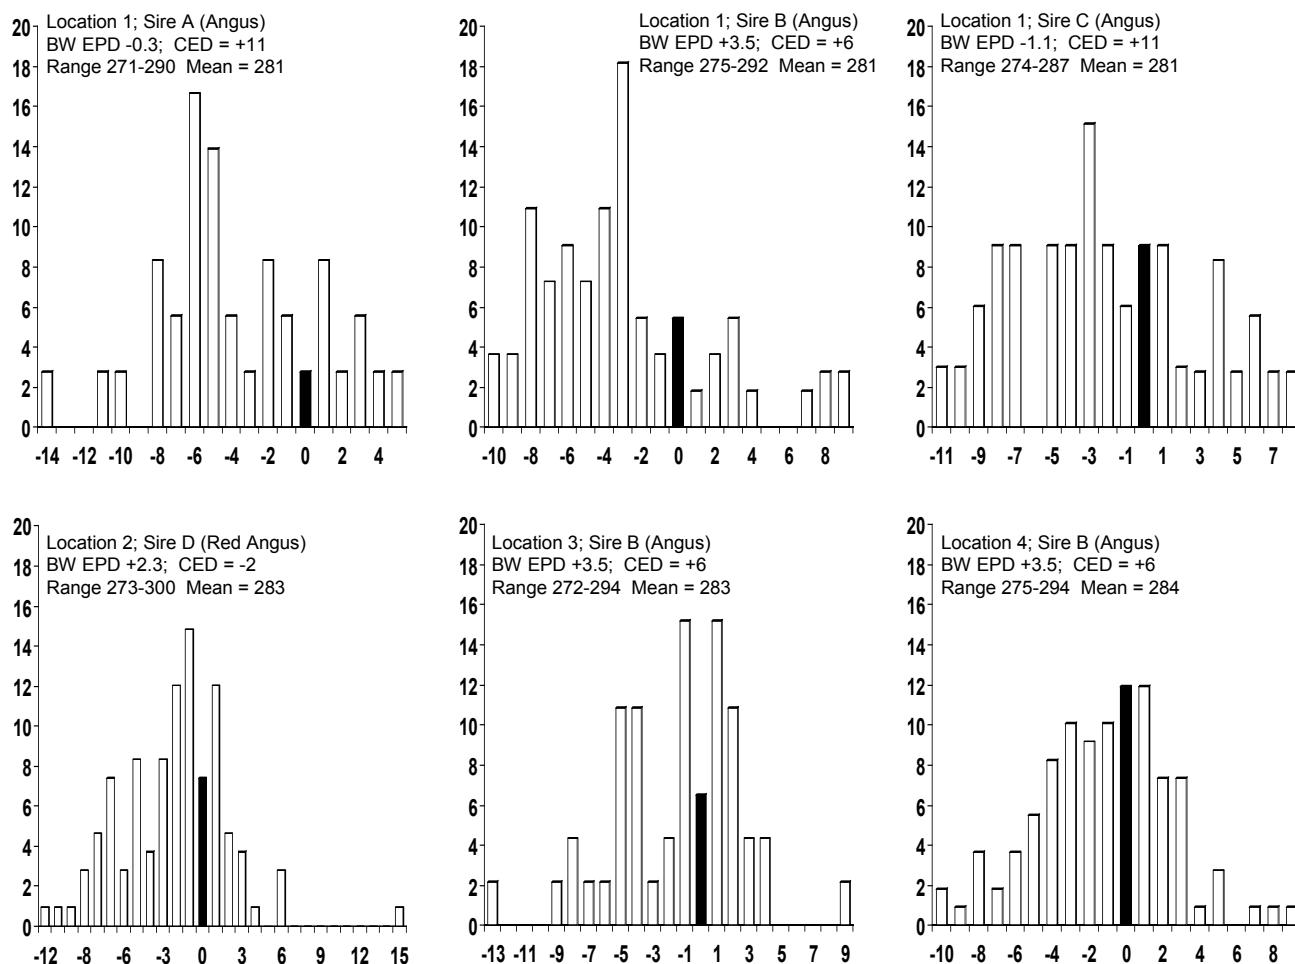 Location 1; Sire A (Angus)
BW EPD -0.3; CED = +11
Range 271-290 Mean = 281
20
18
16
14
12
10
8
6
4
2
0
-14 -12 -10 -8 -6 -4 -2 0 2 4
Location 1; Sire B (Angus)
BW EPD +3.5; CED = +6
Range 275-292 Mean = 281
20
18
16
14
12
10
8
6
4
2
0
-10 -8 -6 -4 -2 0 2 4 6 8
Location 1; Sire C (Angus)
BW EPD -1.1; CED = +11
Range 274-287 Mean = 281
20
18
16
14
12
10
8
6
4
2
0
-11 -9 -7 -5 -3 -1 1 3 5 7
Location 2; Sire D (Red Angus)
BW EPD +2.3; CED = -2
Range 273-300 Mean = 283
20
18
16
14
12
10
8
6
4
2
0
-12 -8 -6 -3 0 3 6 9 12 15
Location 3; Sire B (Angus)
BW EPD +3.5; CED = +6
Range 272-294 Mean = 283
20
18
16
14
12
10
8
6
4
2
0
-13 -9 -7 -5 -3 -1 1 3 5 7 9
Location 4; Sire B (Angus)
BW EPD +3.5; CED = +6
Range 275-294 Mean = 284
20
18
16
14
12
10
8
6
4
2
0
-10 -8 -6 -4 -2 0 2 4 6 8